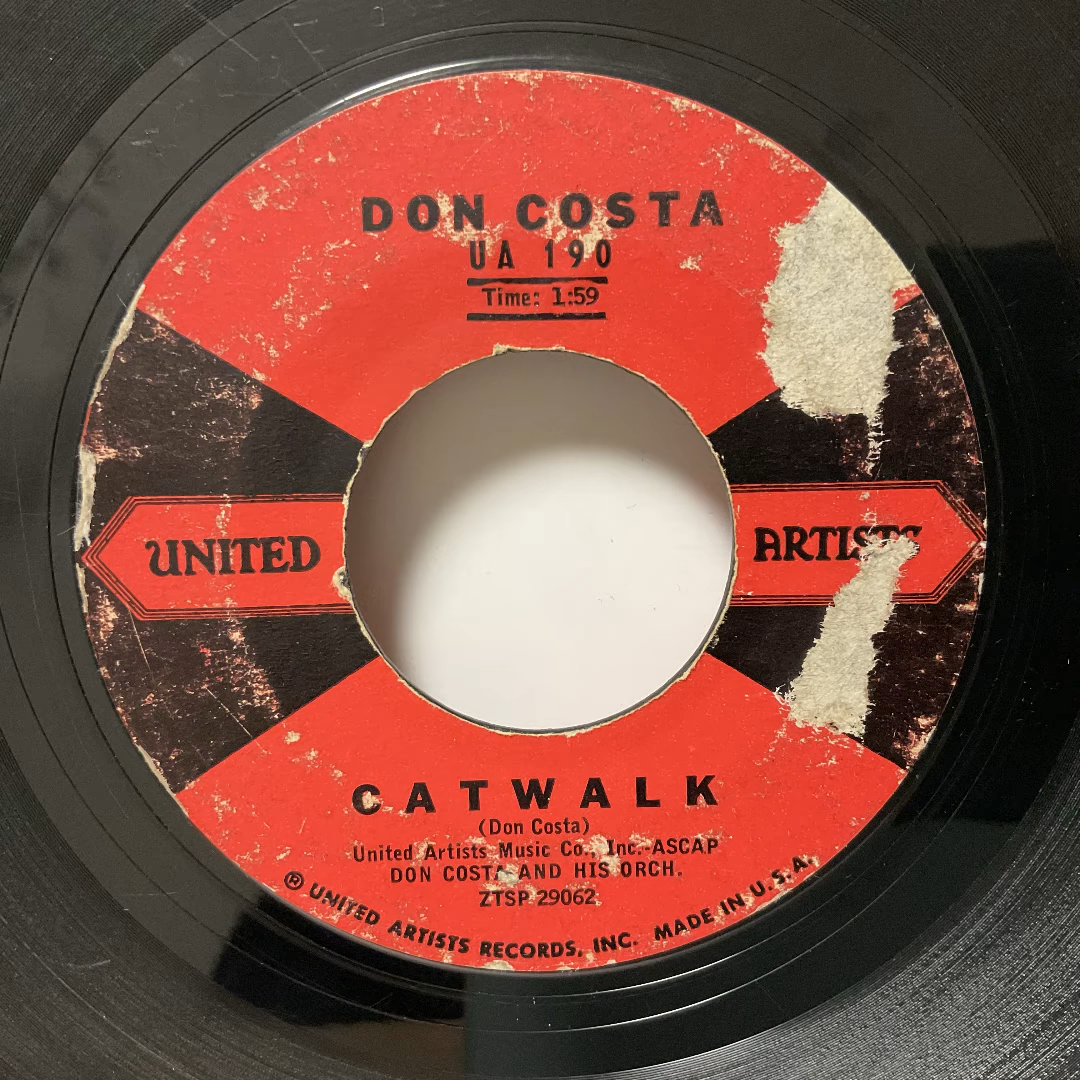 DON COSTA
UA 190
Time: 1:59
UNITED ARTISTS
CATWALK
(Don Costa)
United Artists Music Co., Inc.-ASCAP
DON COSTA AND HIS ORCH.
ZTSP 29062
® UNITED ARTISTS RECORDS, INC. MADE IN U.S.A.